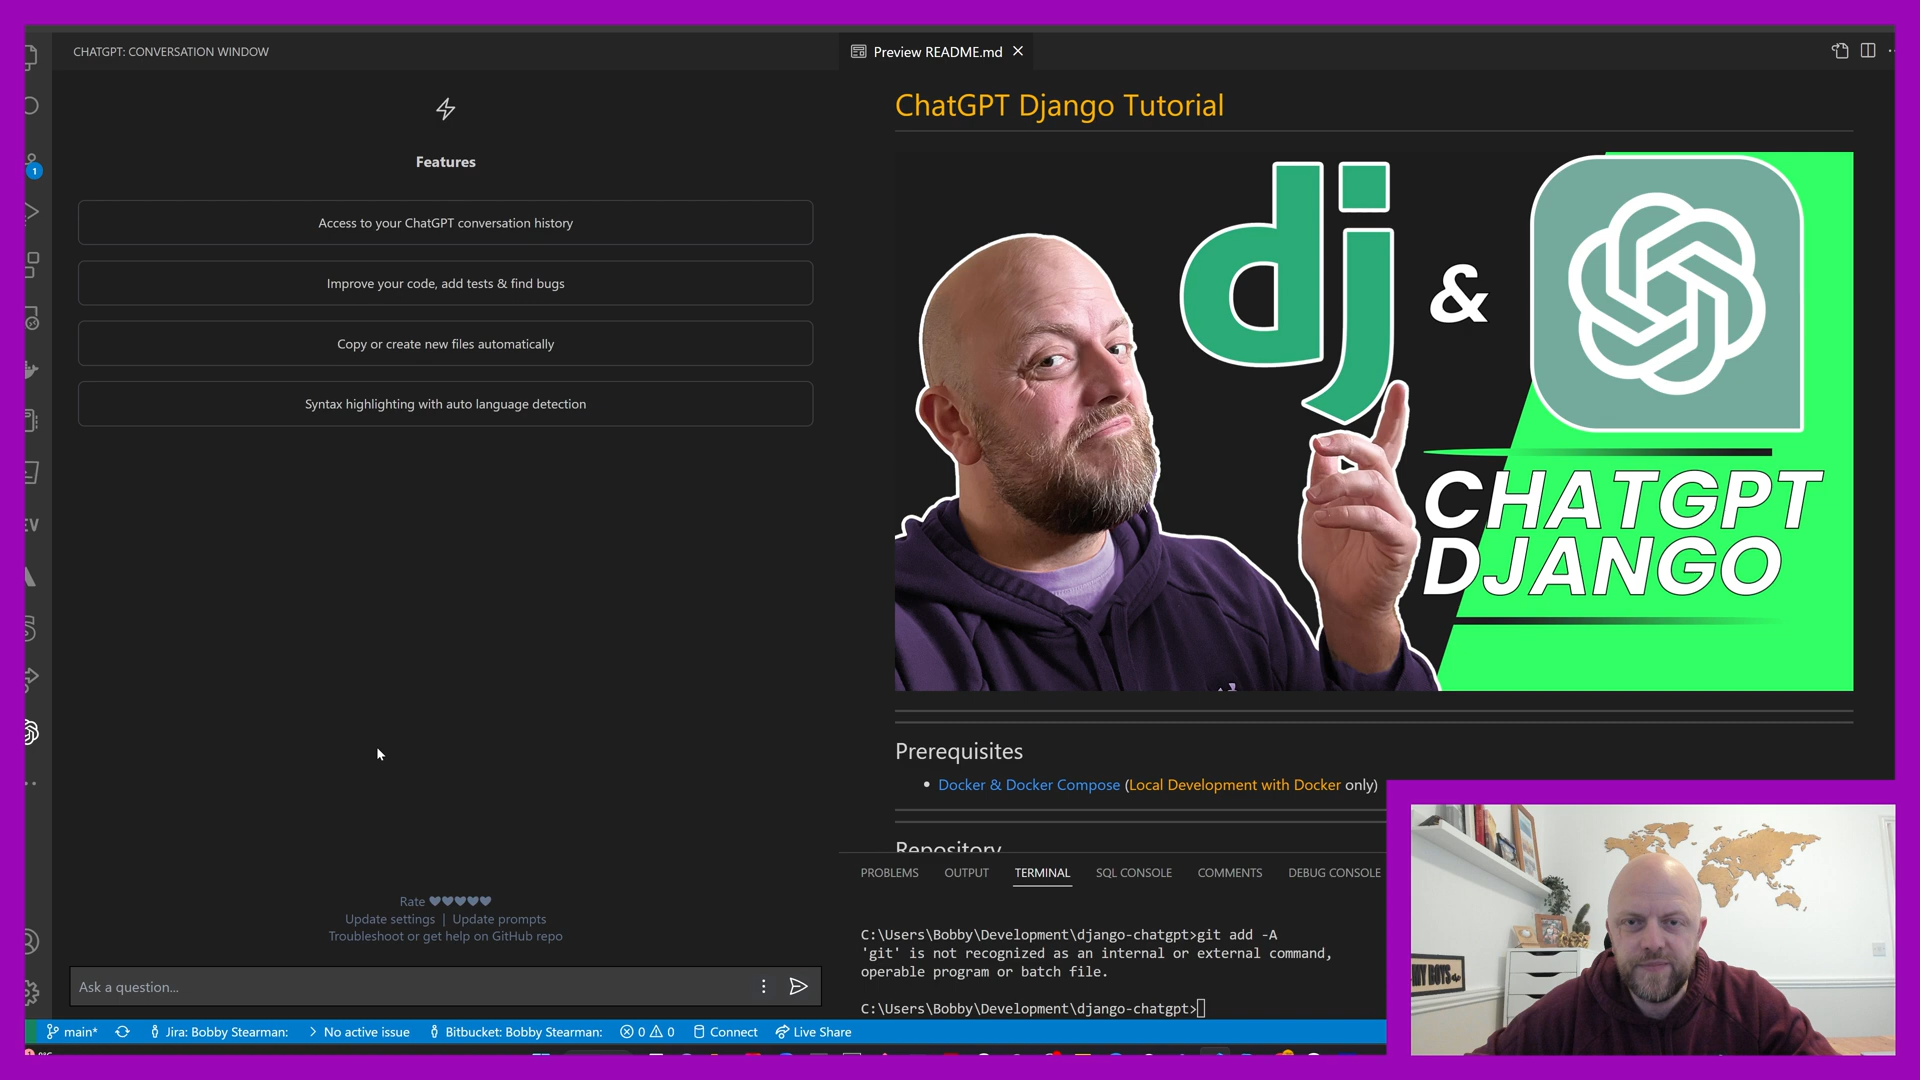 CHATGPT: CONVERSATION WINDOW
Features
Access to your ChatGPT conversation history
Improve your code, add tests & find bugs
Copy or create new files automatically
Syntax highlighting with auto language detection
Rate
Update settings | Update prompts
Troubleshoot or get help on GitHub repo
Ask a question...
1
Preview README.md
ChatGPT Django Tutorial
dj &
CHATGPT
DJANGO
Prerequisites
Docker & Docker Compose (Local Development with Docker only)
Repository
PROBLEMS OUTPUT TERMINAL SQL CONSOLE COMMENTS DEBUG CONSOLE
C:\Users\Bobby\Development\django-chatgpt>git add -A
'git' is not recognized as an internal or external command,
operable program or batch file.
C:\Users\Bobby\Development\django-chatgpt>
main* Jira: Bobby Stearman: No active issue Bitbucket: Bobby Stearman: 0 0 Connect Live Share
MY BOYS